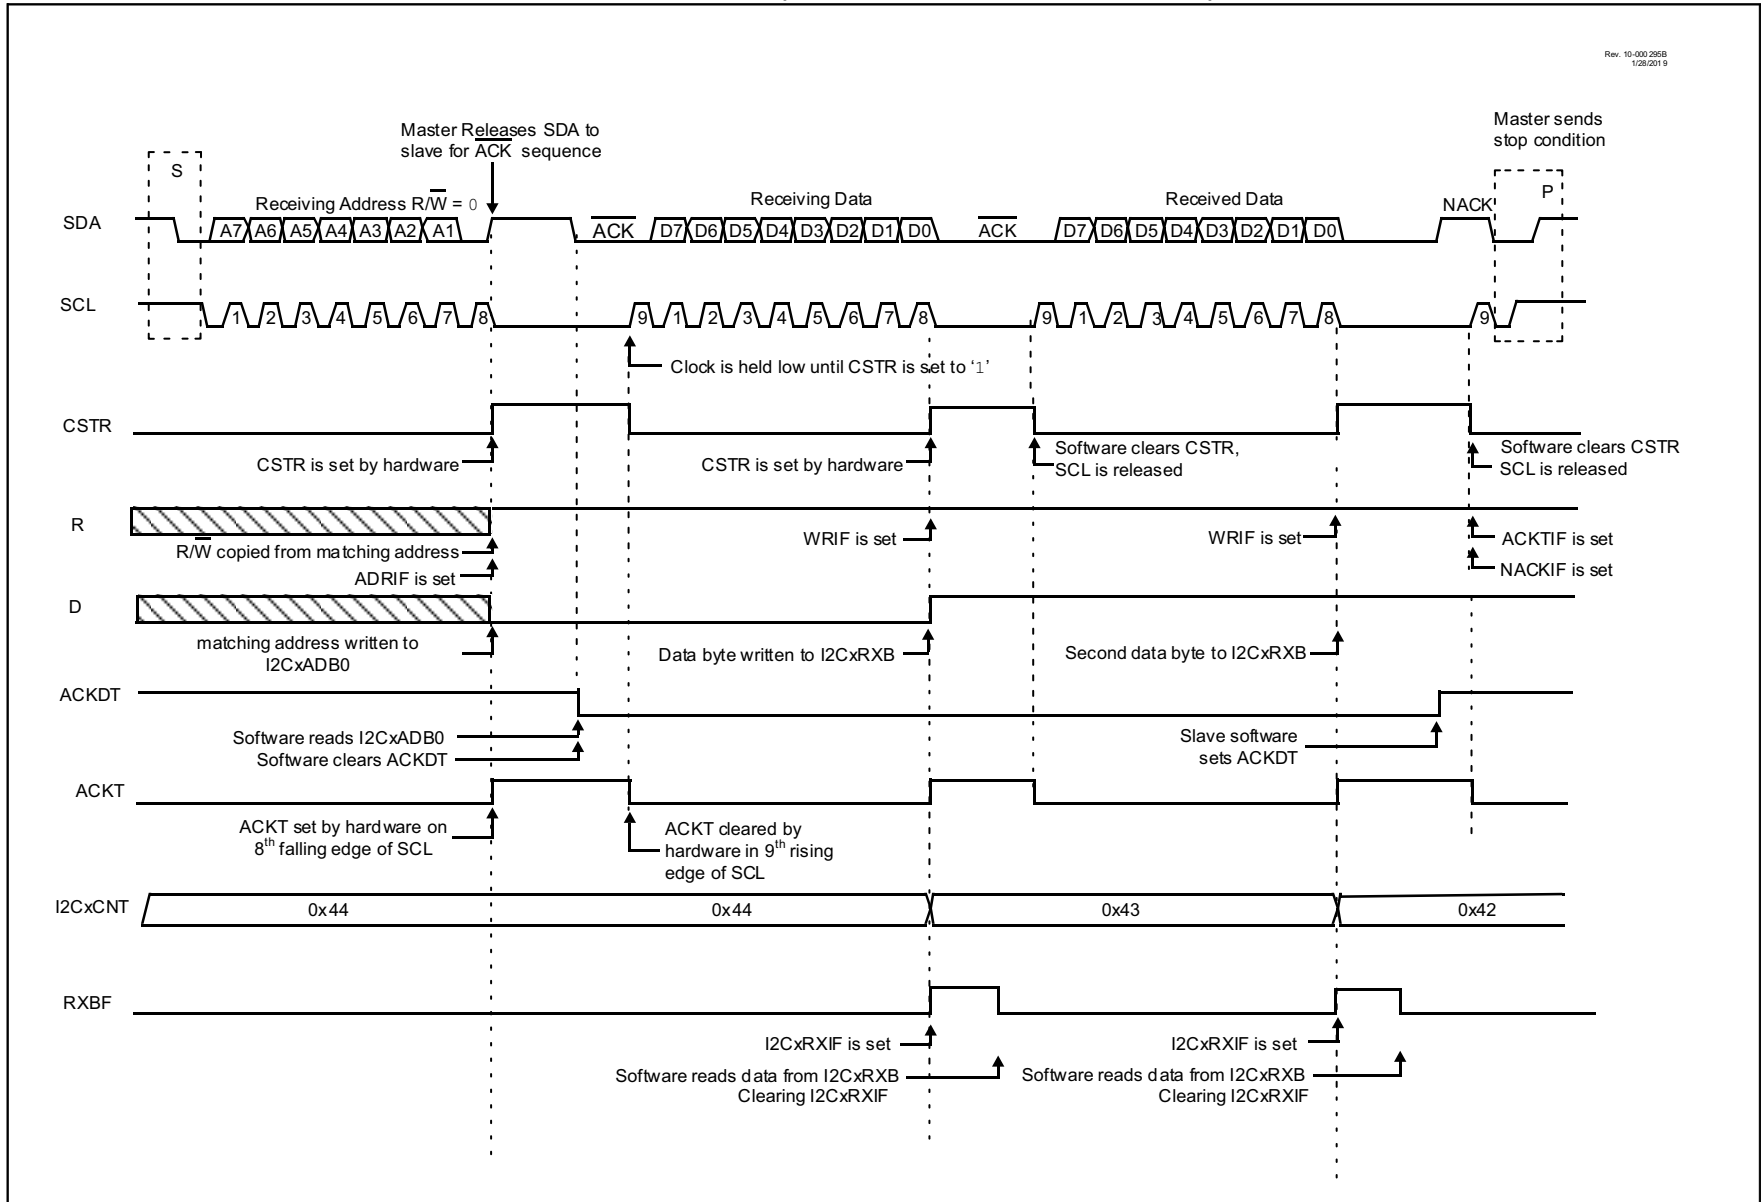 Rev. 10-000 295B
1/28/201 9
Master Releases SDA to
slave for ACK sequence
Master sends
stop condition
S
P
Receiving Address R/W = 0
Receiving Data
Received Data
SDA
A7 A6 A5 A4 A3 A2 A1
ACK
D7 D6 D5 D4 D3 D2 D1 D0
ACK
D7 D6 D5 D4 D3 D2 D1 D0
NACK
SCL
1 2 3 4 5 6 7 8 9 1 2 3 4 5 6 7 8 9 1 2 3 4 5 6 7 8 9
Clock is held low until CSTR is set to ‘1’
CSTR
CSTR is set by hardware
CSTR is set by hardware
Software clears CSTR,
SCL is released
Software clears CSTR
SCL is released
R
R/W copied from matching address
ADRIF is set
WRIF is set
WRIF is set
ACKTIF is set
NACKIF is set
D
matching address written to
I2CxADB0
Data byte written to I2CxRXB
Second data byte to I2CxRXB
ACKDT
Software reads I2CxADB0
Software clears ACKDT
Slave software
sets ACKDT
ACKT
ACKT set by hardware on
8th falling edge of SCL
ACKT cleared by
hardware in 9th rising
edge of SCL
I2CxCNT
0x44
0x44
0x43
0x42
RXBF
I2CxRXIF is set
I2CxRXIF is set
Software reads data from I2CxRXB
Clearing I2CxRXIF
Software reads data from I2CxRXB
Clearing I2CxRXIF